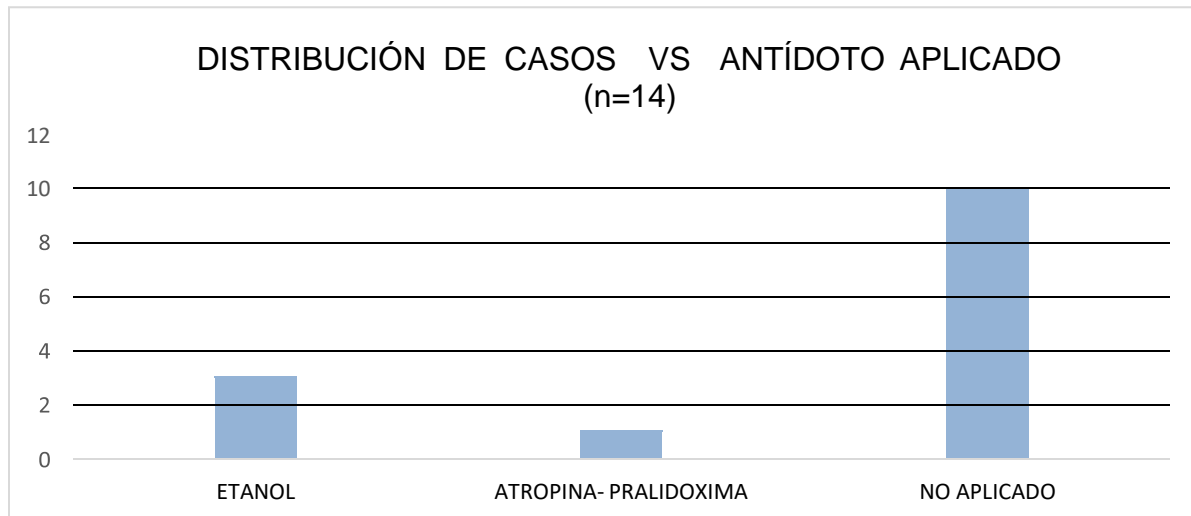 DISTRIBUCIÓN DE CASOS VS ANTÍDOTO APLICADO
(n=14)
12
10
8
6
4
2
0
ETANOL ATROPINA- PRALIDOXIMA NO APLICADO